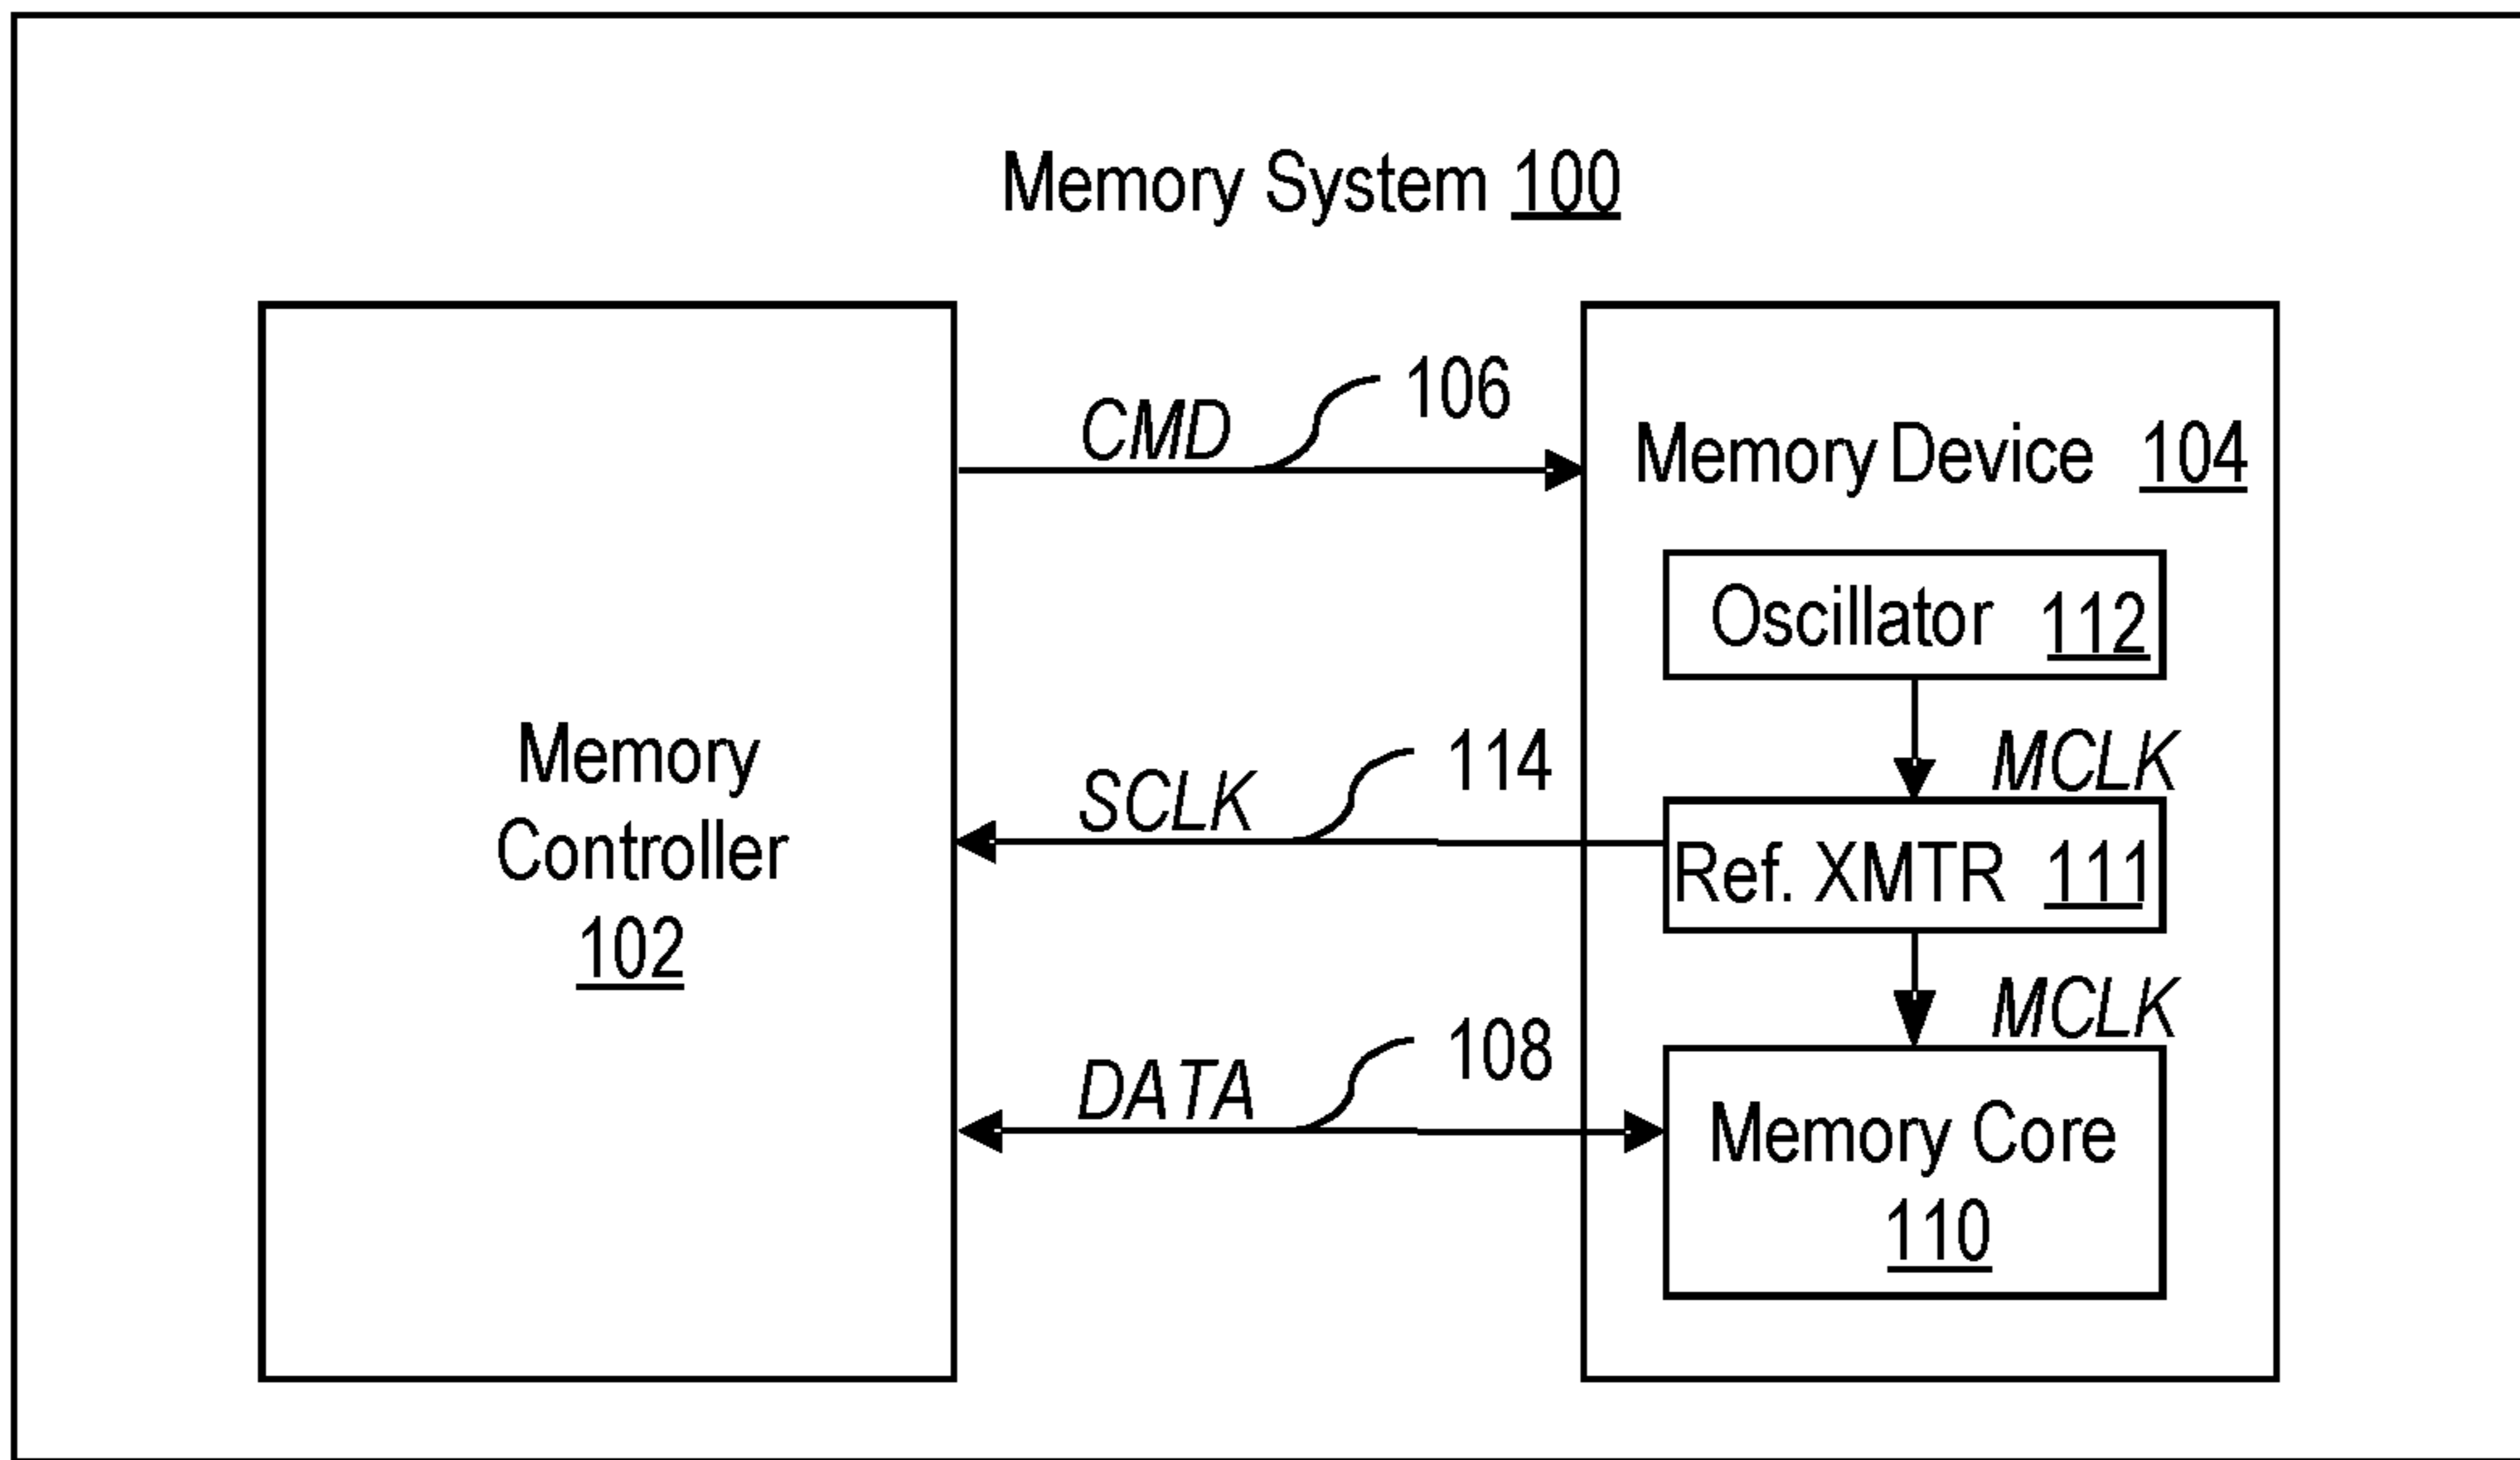 Memory System 100
CMD
106
Memory Device 104
Oscillator 112
MCLK
Memory
Controller
102
SCLK
114
Ref. XMTR 111
MCLK
DATA
108
Memory Core
110